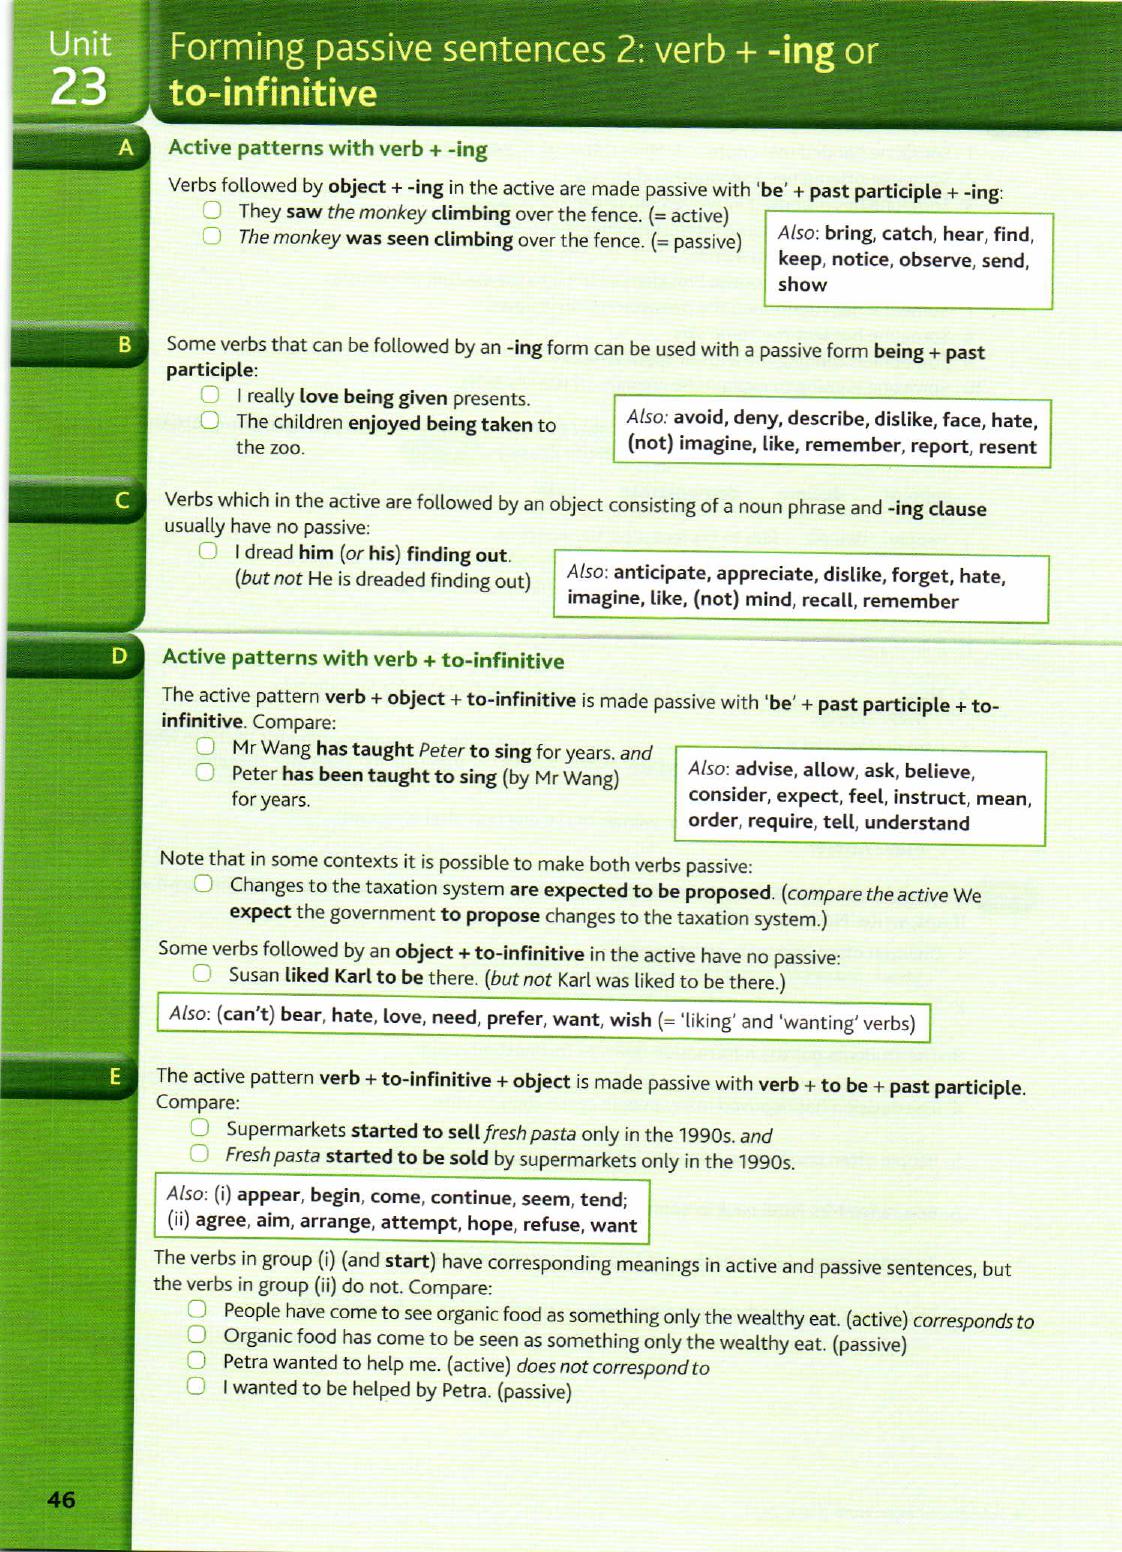 Unit
23
Forming passive sentences 2: verb + -ing or
to-infinitive
A
Active patterns with verb + -ing
Verbs followed by object + -ing in the active are made passive with 'be' + past participle + -ing:
They saw the monkey climbing over the fence. (= active)
The monkey was seen climbing over the fence. (= passive)
Also: bring, catch, hear, find,
keep, notice, observe, send,
show
B
Some verbs that can be followed by an -ing form can be used with a passive form being + past
participle:
I really love being given presents.
The children enjoyed being taken to
the zoo.
Also: avoid, deny, describe, dislike, face, hate,
(not) imagine, like, remember, report, resent
C
Verbs which in the active are followed by an object consisting of a noun phrase and -ing clause
usually have no passive:
I dread him (or his) finding out.
(but not He is dreaded finding out)
Also: anticipate, appreciate, dislike, forget, hate,
imagine, like, (not) mind, recall, remember
D
Active patterns with verb + to-infinitive
The active pattern verb + object + to-infinitive is made passive with 'be' + past participle + to-
infinitive. Compare:
Mr Wang has taught Peter to sing for years. and
Peter has been taught to sing (by Mr Wang)
for years.
Also: advise, allow, ask, believe,
consider, expect, feel, instruct, mean,
order, require, tell, understand
Note that in some contexts it is possible to make both verbs passive:
Changes to the taxation system are expected to be proposed. (compare the active We
expect the government to propose changes to the taxation system.)
Some verbs followed by an object + to-infinitive in the active have no passive:
Susan liked Karl to be there. (but not Karl was liked to be there.)
Also: (can't) bear, hate, love, need, prefer, want, wish (= 'liking' and 'wanting' verbs)
E
The active pattern verb + to-infinitive + object is made passive with verb + to be + past participle.
Compare:
Supermarkets started to sell fresh pasta only in the 1990s. and
Fresh pasta started to be sold by supermarkets only in the 1990s.
Also: (i) appear, begin, come, continue, seem, tend;
(ii) agree, aim, arrange, attempt, hope, refuse, want
The verbs in group (i) (and start) have corresponding meanings in active and passive sentences, but
the verbs in group (ii) do not. Compare:
People have come to see organic food as something only the wealthy eat. (active) corresponds to
Organic food has come to be seen as something only the wealthy eat. (passive)
Petra wanted to help me. (active) does not correspond to
I wanted to be helped by Petra. (passive)
46